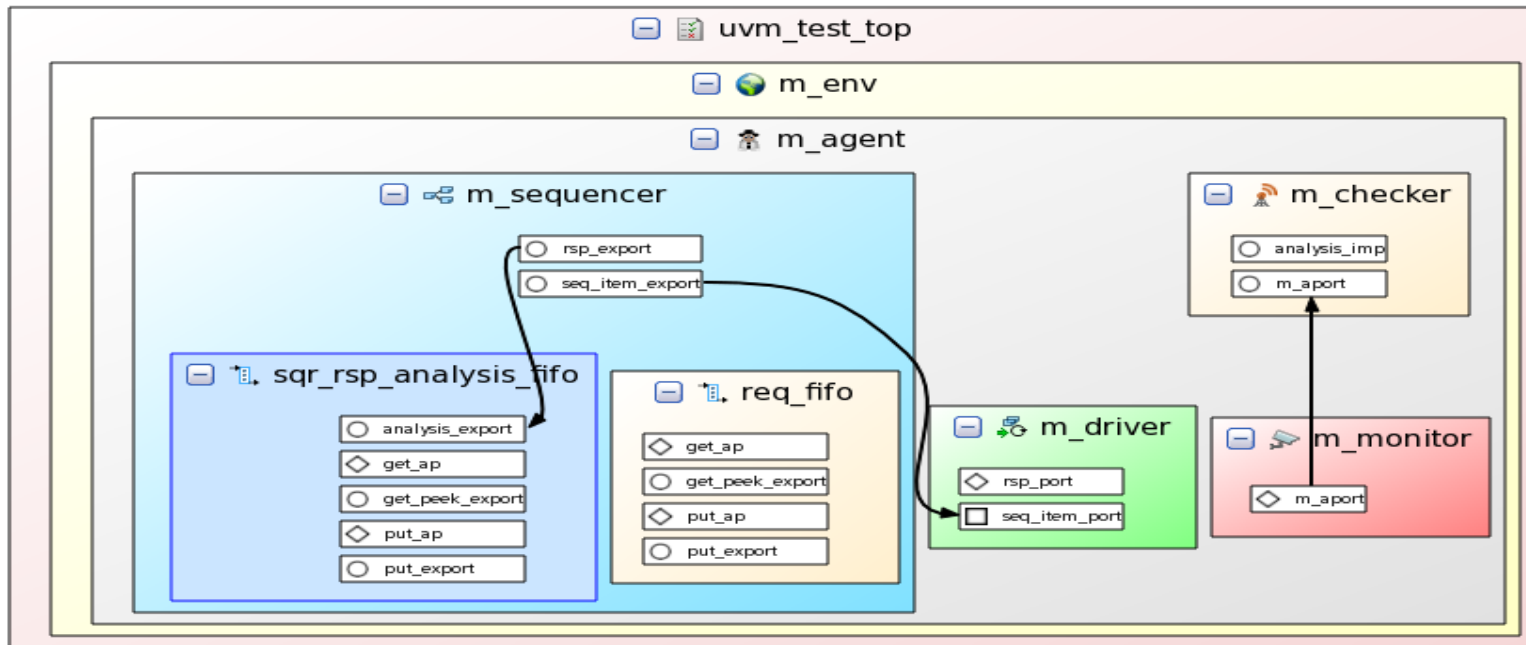 uvm_test_top
m_env
m_agent
m_sequencer
rsp_export
seq_item_export
sqr_rsp_analysis_fifo
analysis_export
get_ap
get_peek_export
put_ap
put_export
req_fifo
get_ap
get_peek_export
put_ap
put_export
m_driver
rsp_port
seq_item_port
m_checker
analysis_imp
m_aport
m_monitor
m_aport